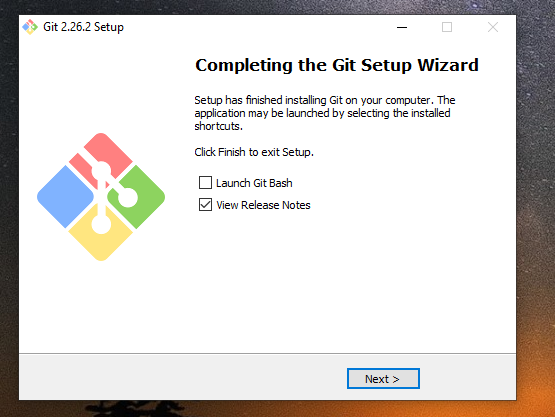 Git 2.26.2 Setup
Completing the Git Setup Wizard
Setup has finished installing Git on your computer. The
application may be launched by selecting the installed
shortcuts.
Click Finish to exit Setup.
Launch Git Bash
View Release Notes
Next >